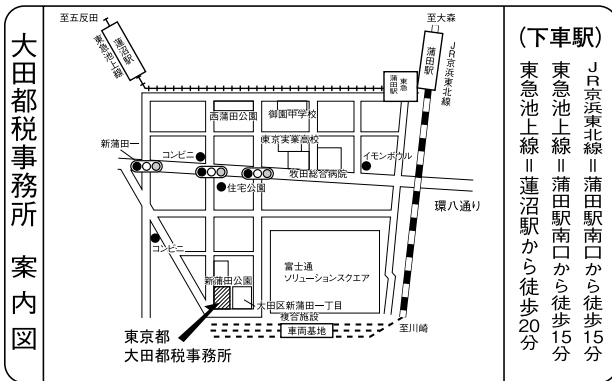 大田都税事務所 案内図
至五反田
東急池上線
蓮沼駅
至大森
蒲田駅
JR京浜東北線
東急
蒲田駅
西蒲田公園
御園中学校
東京実業高校
新蒲田一
コンビニ
イモンボウル
牧田総合病院
住宅公園
環八通り
コンビニ
新蒲田公園
富士通
ソリューションスクエア
大田区新蒲田一丁目
複合施設
車両基地
至川崎
東京都
大田都税事務所
(下車駅)
JR京浜東北線=蒲田駅南口から徒歩15分
東急池上線=蒲田駅南口から徒歩15分
東急池上線=蓮沼駅から徒歩20分